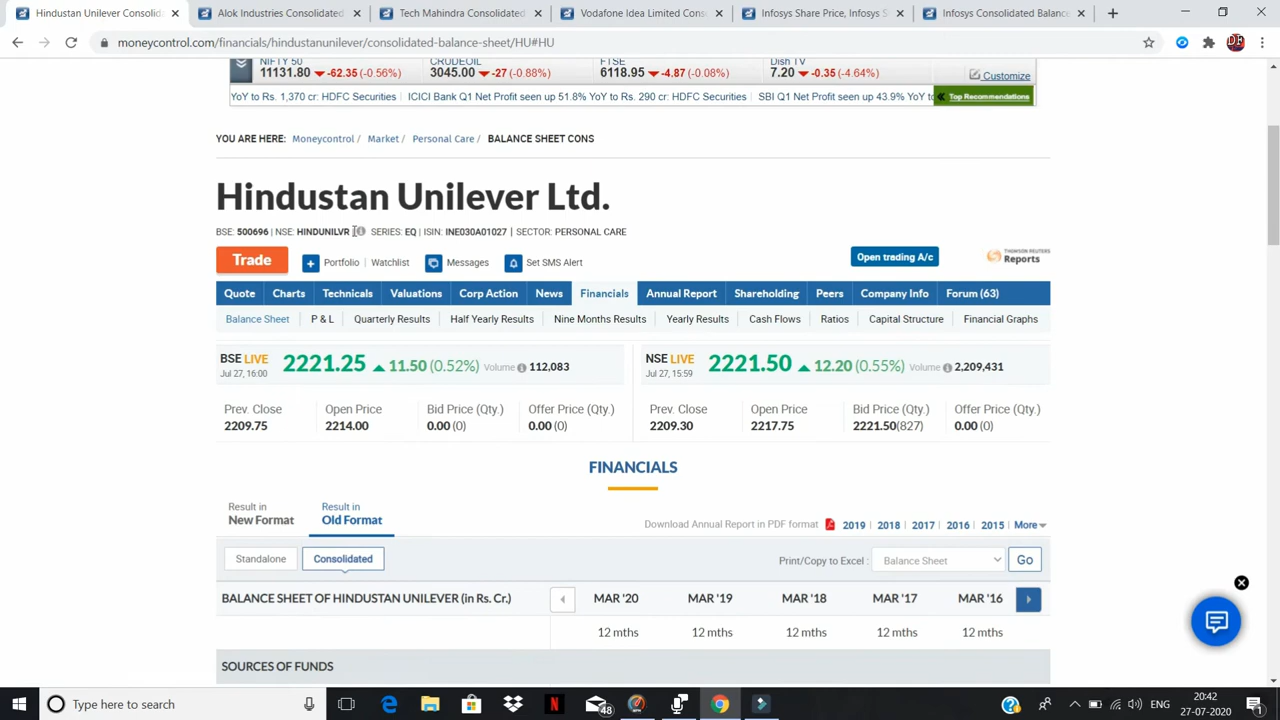 Hindustan Unilever Consolid
Alok Industries Consolidated
Tech Mahindra Consolidated
Vodafone Idea Limited Cons
Infosys Share Price, Infosys S
Infosys Consolidated Balanc
moneycontrol.com/financials/hindustanunilever/consolidated-balance-sheet/HU#HU
NIFTY 50 CRUDEOIL FTSE Dish TV
11131.80 -62.35 (-0.56%) 3045.00 -27 (-0.88%) 6118.95 -4.87 (-0.08%) 7.20 -0.35 (-4.64%) Customize
YoY to Rs. 1,370 cr: HDFC Securities | ICICI Bank Q1 Net Profit seen up 51.8% YoY to Rs. 290 cr: HDFC Securities | SBI Q1 Net Profit seen up 43.9% YoY to Top Recommendations
YOU ARE HERE: Moneycontrol / Market / Personal Care / BALANCE SHEET CONS
Hindustan Unilever Ltd.
BSE: 500696 | NSE: HINDUNILVR SERIES: EQ | ISIN: INE030A01027 | SECTOR: PERSONAL CARE
Trade + Portfolio Watchlist Messages Set SMS Alert Open trading A/c THOMSON REUTERS Reports
Quote Charts Technicals Valuations Corp Action News Financials Annual Report Shareholding Peers Company Info Forum (63)
Balance Sheet P & L Quarterly Results Half Yearly Results Nine Months Results Yearly Results Cash Flows Ratios Capital Structure Financial Graphs
BSE LIVE 2221.25 11.50 (0.52%) Volume 112,083
Jul 27, 16:00
NSE LIVE 2221.50 12.20 (0.55%) Volume 2,209,431
Jul 27, 15:59
Prev. Close Open Price Bid Price (Qty.) Offer Price (Qty.) Prev. Close Open Price Bid Price (Qty.) Offer Price (Qty.)
2209.75 2214.00 0.00 (0) 0.00 (0) 2209.30 2217.75 2221.50(827) 0.00 (0)
FINANCIALS
Result in New Format
Result in Old Format
Download Annual Report in PDF format 2019 2018 2017 2016 2015 More
Standalone Consolidated Print/Copy to Excel : Balance Sheet Go
BALANCE SHEET OF HINDUSTAN UNILEVER (in Rs. Cr.) MAR '20 MAR '19 MAR '18 MAR '17 MAR '16
12 mths 12 mths 12 mths 12 mths 12 mths
SOURCES OF FUNDS
Type here to search
48
ENG
20:42
27-07-2020
1